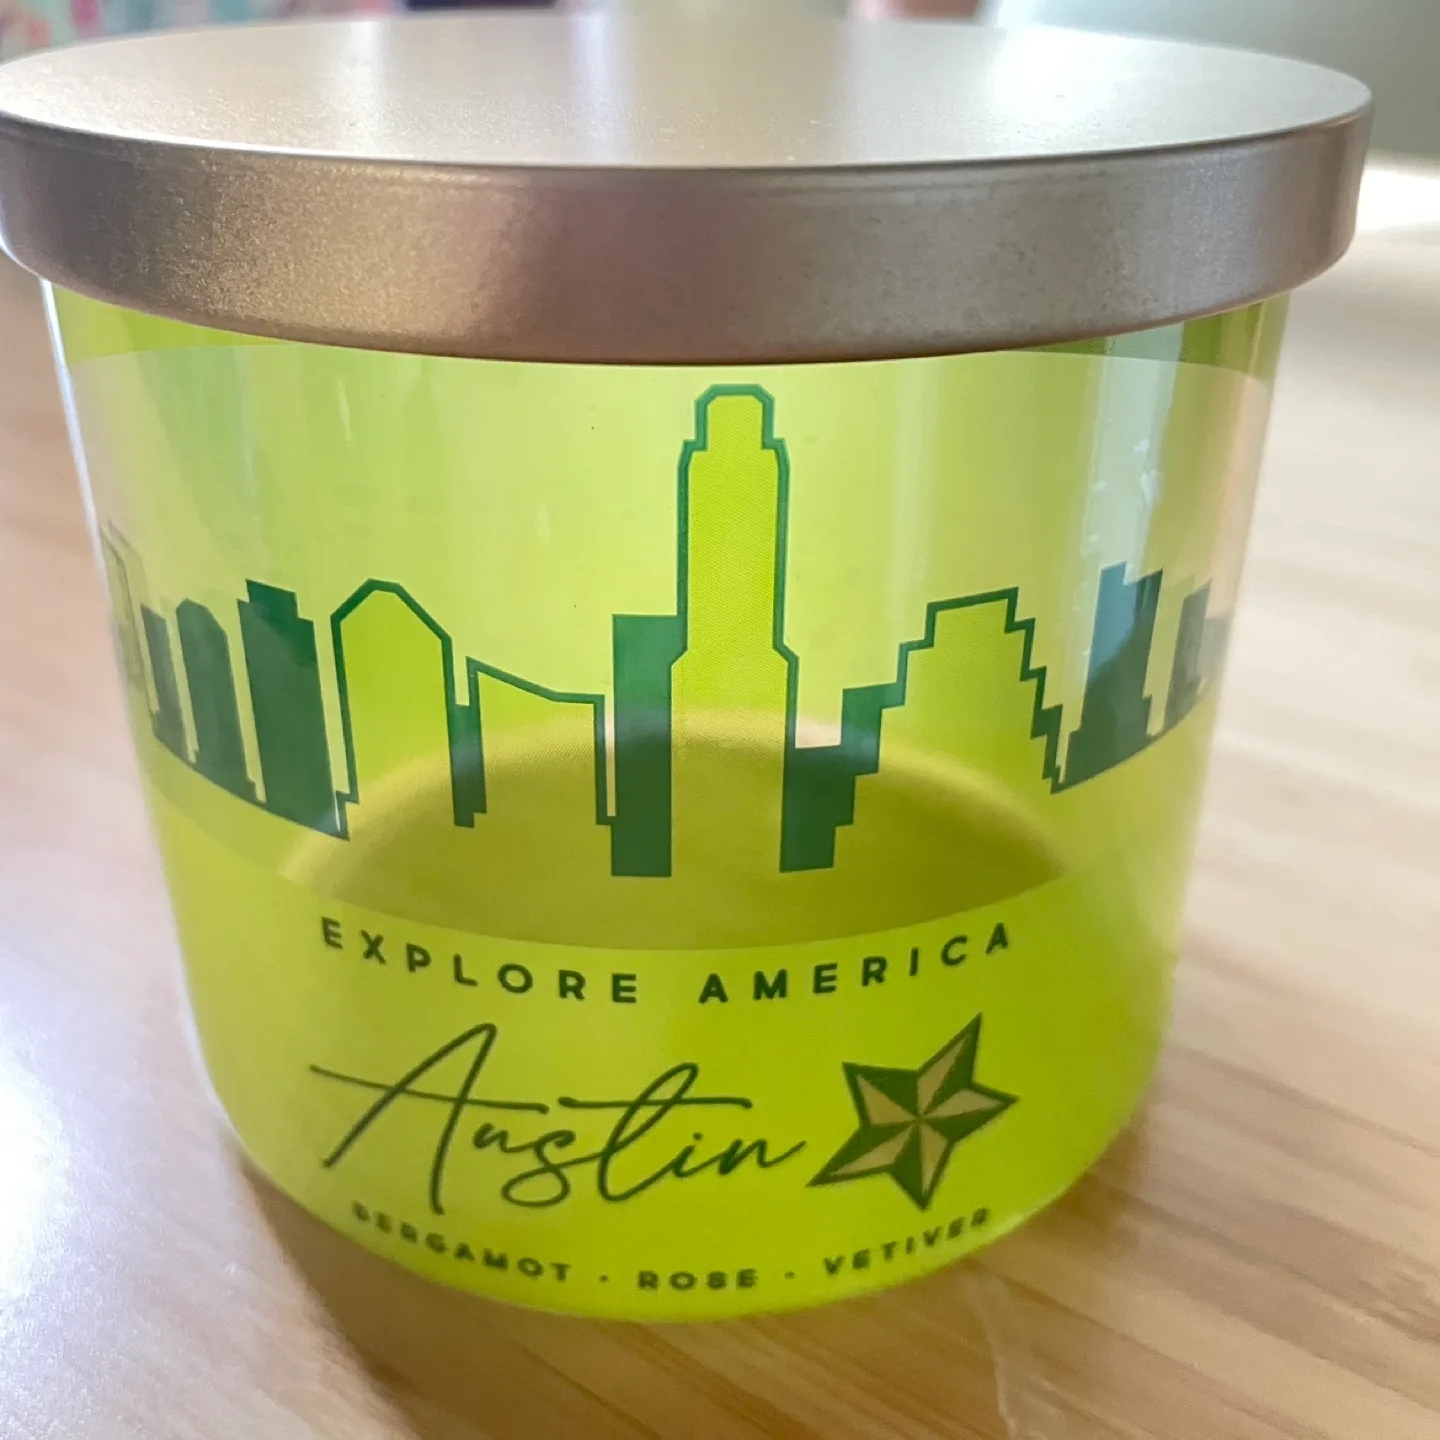 EXPLORE AMERICA
Austin
BERGAMOT · ROSE · VETIVER